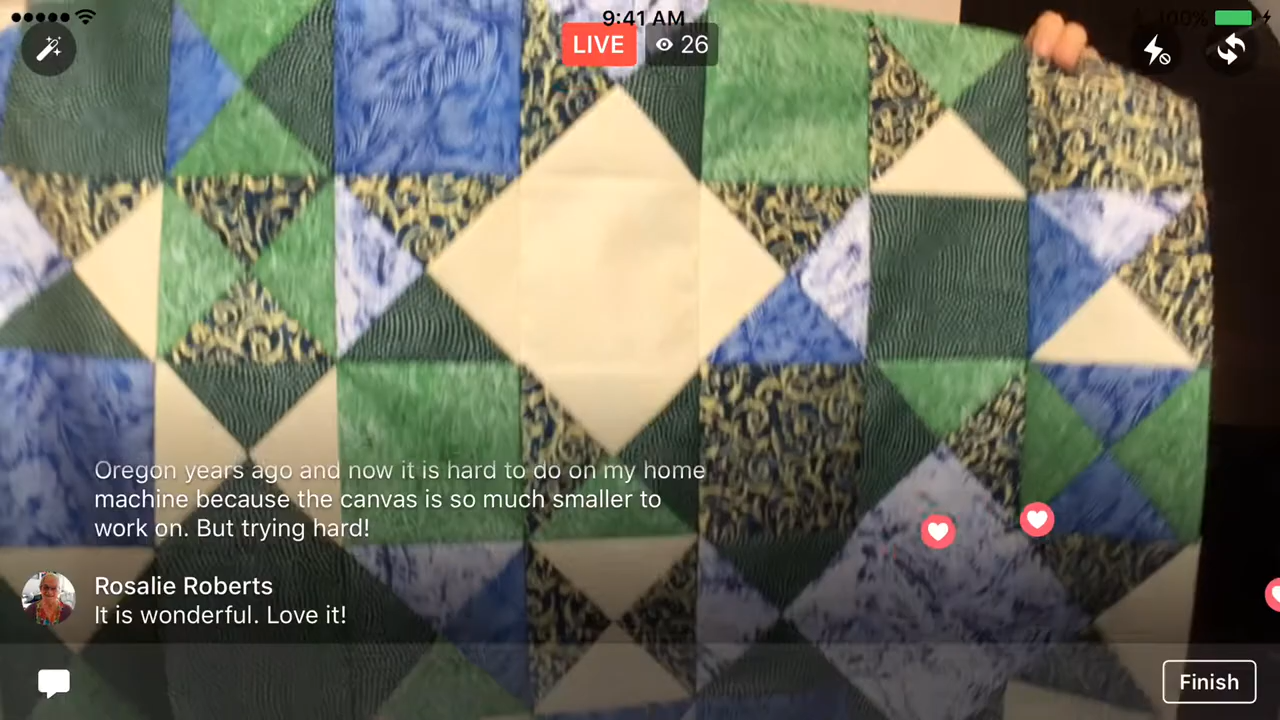 9:41 AM
100%
LIVE
26
Oregon years ago and now it is hard to do on my home
machine because the canvas is so much smaller to
work on. But trying hard!
Rosalie Roberts
It is wonderful. Love it!
Finish